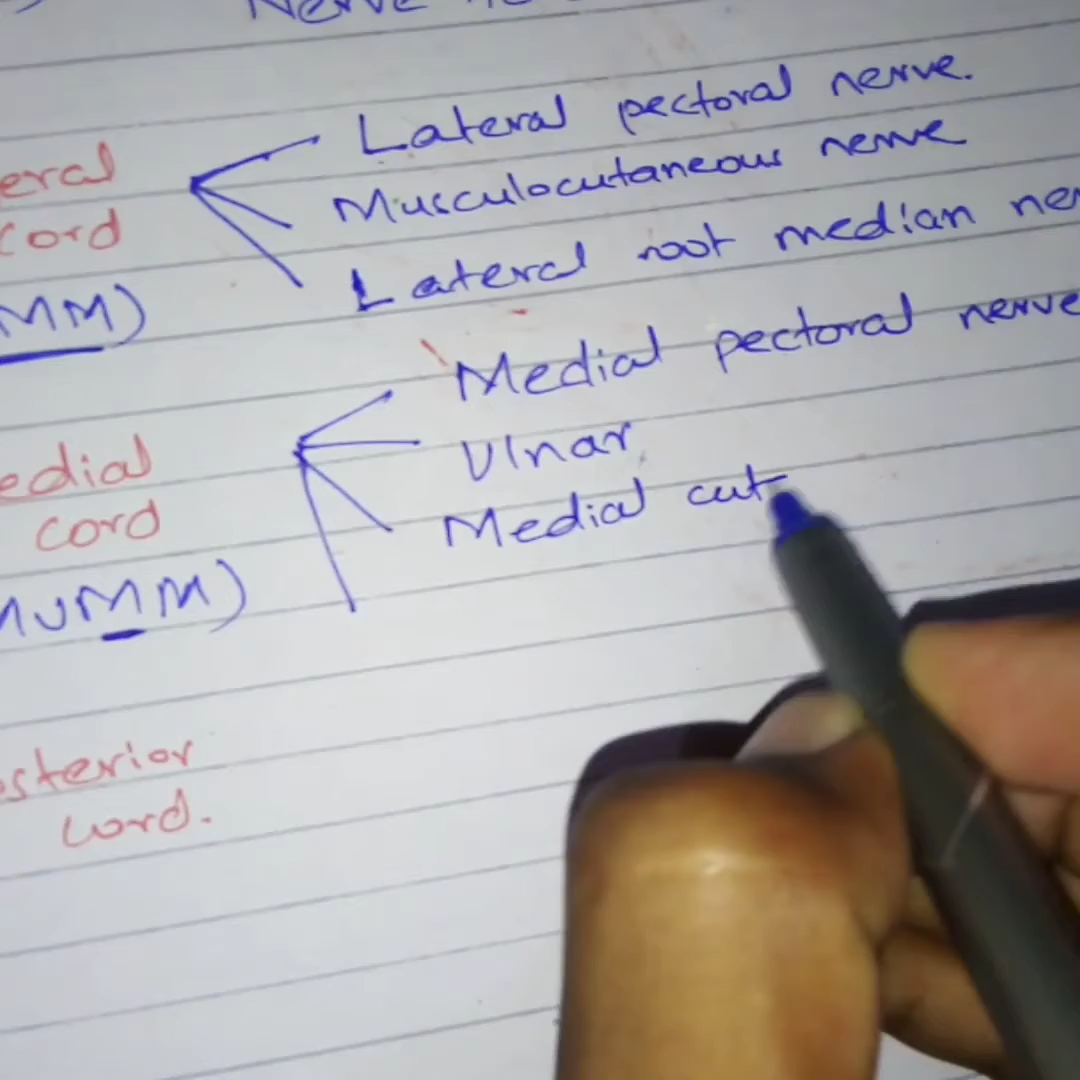 Nerve
Lateral pectoral nerve.
eral
Musculocutaneous nerve
cord
Lateral root median ne
MM)
Medial pectoral nerve
edial
Ulnar
cord
Medial cut
MUMM)
sterior
cord.